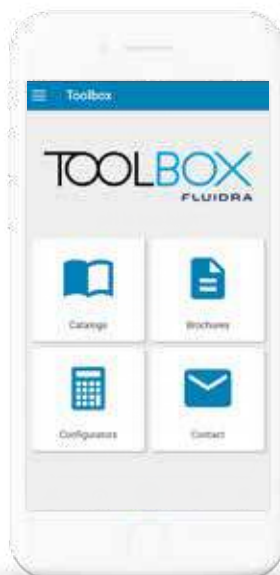 Toolbox
TOOLBOX
FLUIDRA
Catalogs
Brochures
Configurators
Contact